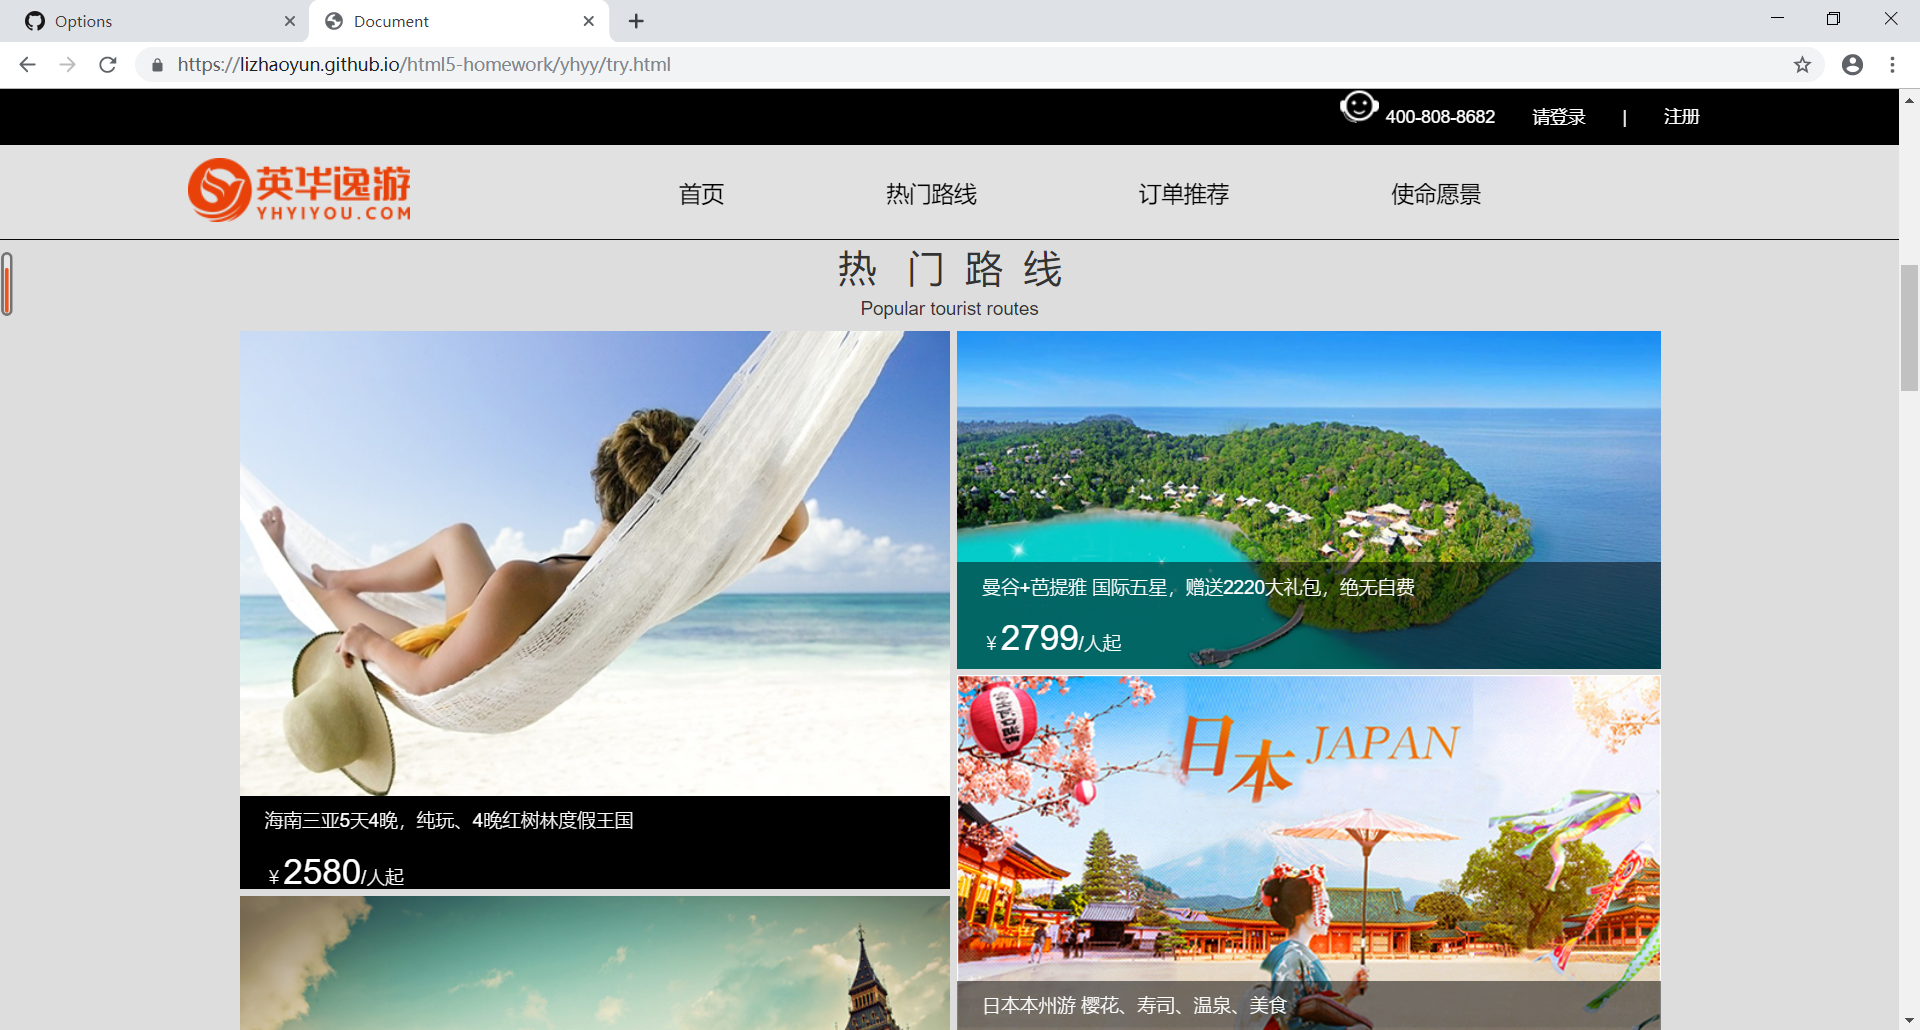 Options
Document
https://lizhaoyun.github.io/html5-homework/yhyy/try.html
400-808-8682 请登录 | 注册
英华逸游
YHYIYOU.COM
首页 热门路线 订单推荐 使命愿景
热 门 路 线
Popular tourist routes
海南三亚5天4晚，纯玩、4晚红树林度假王国
¥2580/人起
曼谷+芭提雅 国际五星，赠送2220大礼包，绝无自费
¥2799/人起
日本 JAPAN
日本本州游 樱花、寿司、温泉、美食